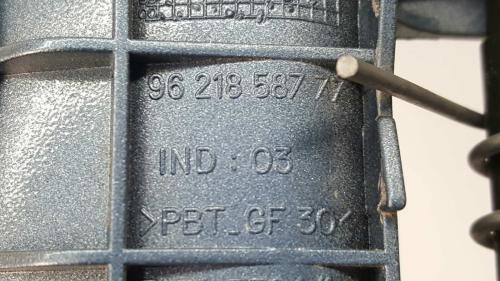 96 218 587 77
IND : 03
>PBT_GF 30<